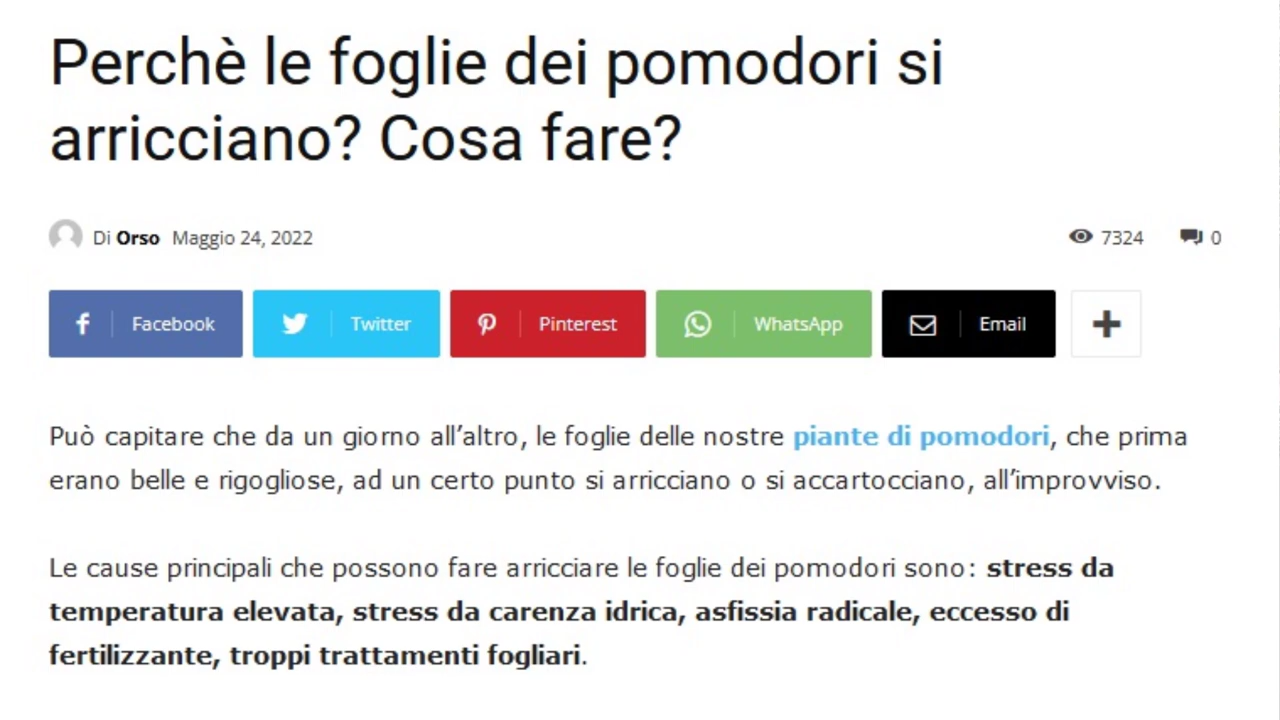 Perchè le foglie dei pomodori si
arricciano? Cosa fare?
Di Orso Maggio 24, 2022 7324 0
Facebook Twitter Pinterest WhatsApp Email
Può capitare che da un giorno all’altro, le foglie delle nostre piante di pomodori, che prima
erano belle e rigogliose, ad un certo punto si arricciano o si accartocciano, all’improvviso.
Le cause principali che possono fare arricciare le foglie dei pomodori sono: stress da
temperatura elevata, stress da carenza idrica, asfissia radicale, eccesso di
fertilizzante, troppi trattamenti fogliari.